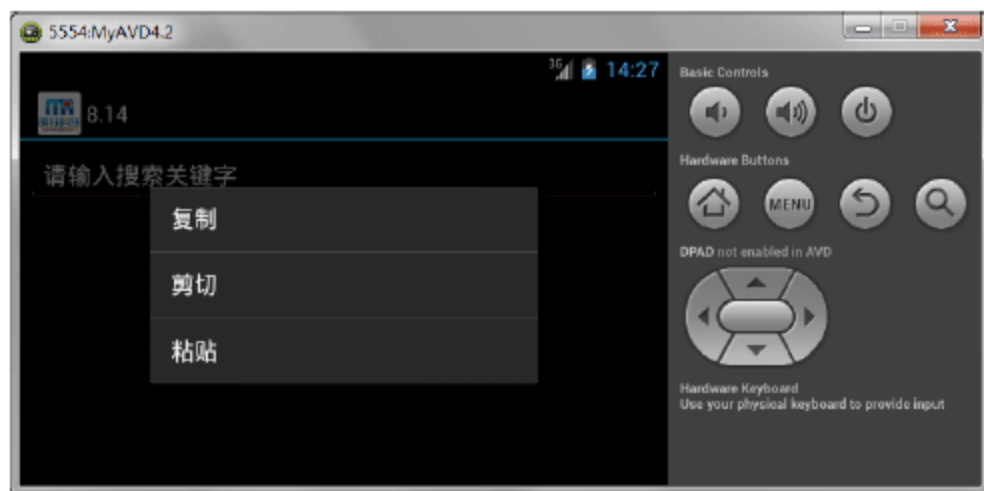 5554:MyAVD4.2
3G 14:27
8.14
请输入搜索关键字
复制
剪切
粘贴
Basic Controls
Hardware Buttons
MENU
DPAD not enabled in AVD
Hardware Keyboard
Use your physical keyboard to provide input